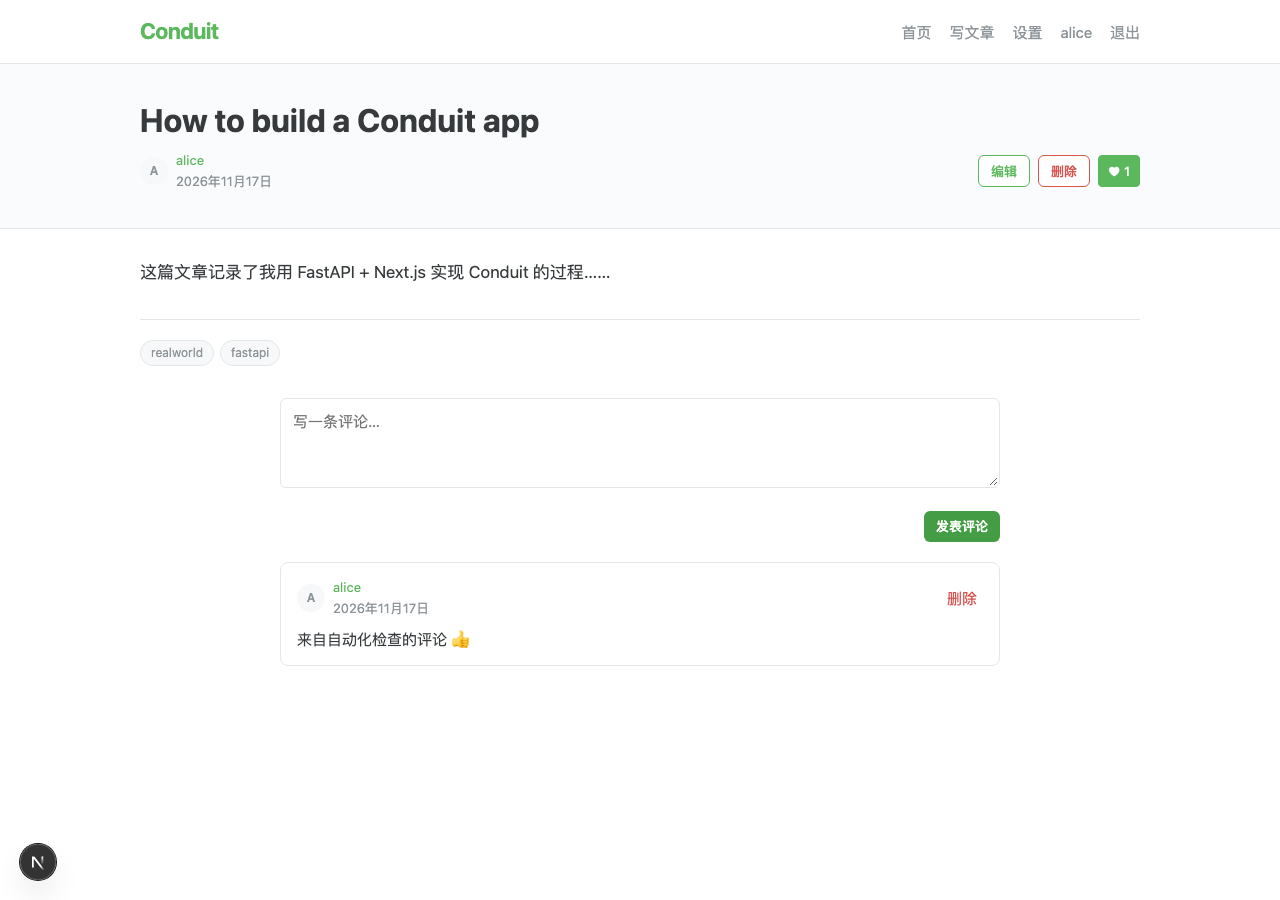 Conduit
首页 写文章 设置 alice 退出
How to build a Conduit app
A
alice
2026年11月17日
编辑 删除 1
这篇文章记录了我用 FastAPI + Next.js 实现 Conduit 的过程……
realworld fastapi
写一条评论...
发表评论
A
alice
2026年11月17日
删除
来自自动化检查的评论 👍
N